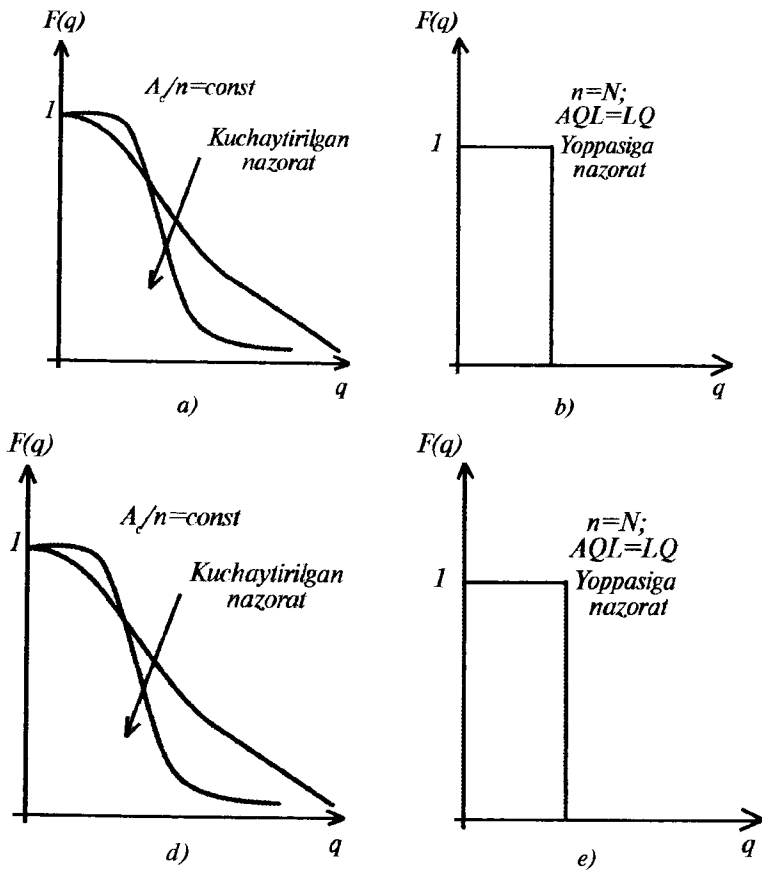 F(q)
A_c/n=const
1
Kuchaytirilgan
nazorat
q
a)
F(q)
n=N;
AQL=LQ
1
Yoppasiga
nazorat
q
b)
F(q)
A_c/n=const
1
Kuchaytirilgan
nazorat
q
d)
F(q)
n=N;
AQL=LQ
1
Yoppasiga
nazorat
q
e)